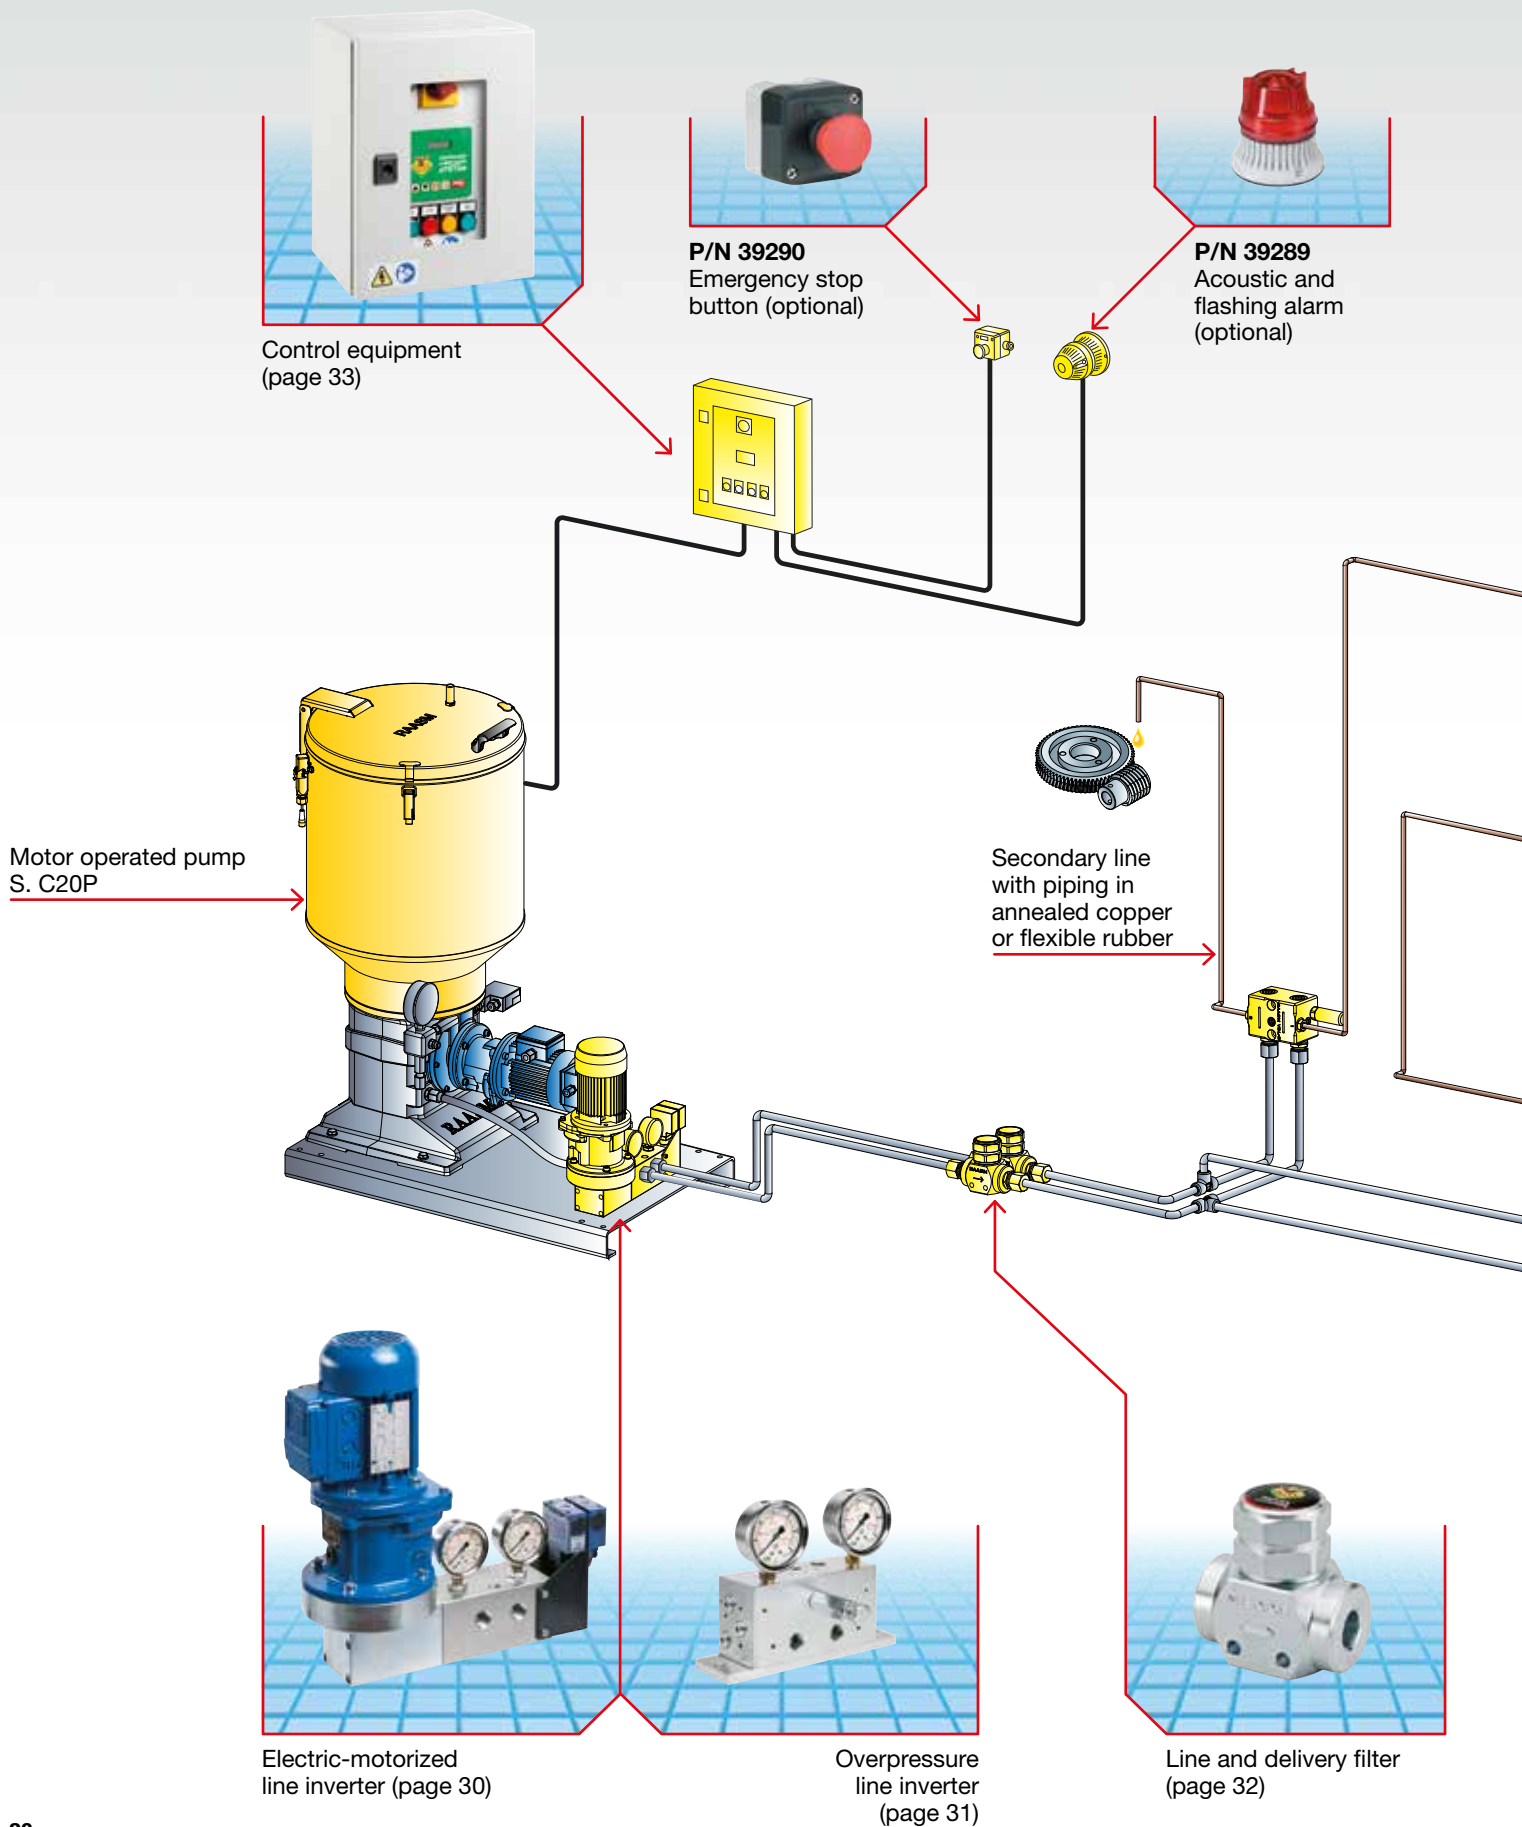 P/N 39290
Emergency stop
button (optional)
P/N 39289
Acoustic and
flashing alarm
(optional)
Control equipment
(page 33)
RAASM
Motor operated pump
S. C20P
Secondary line
with piping in
annealed copper
or flexible rubber
RAASM
Electric-motorized
line inverter (page 30)
Overpressure
line inverter
(page 31)
Line and delivery filter
(page 32)